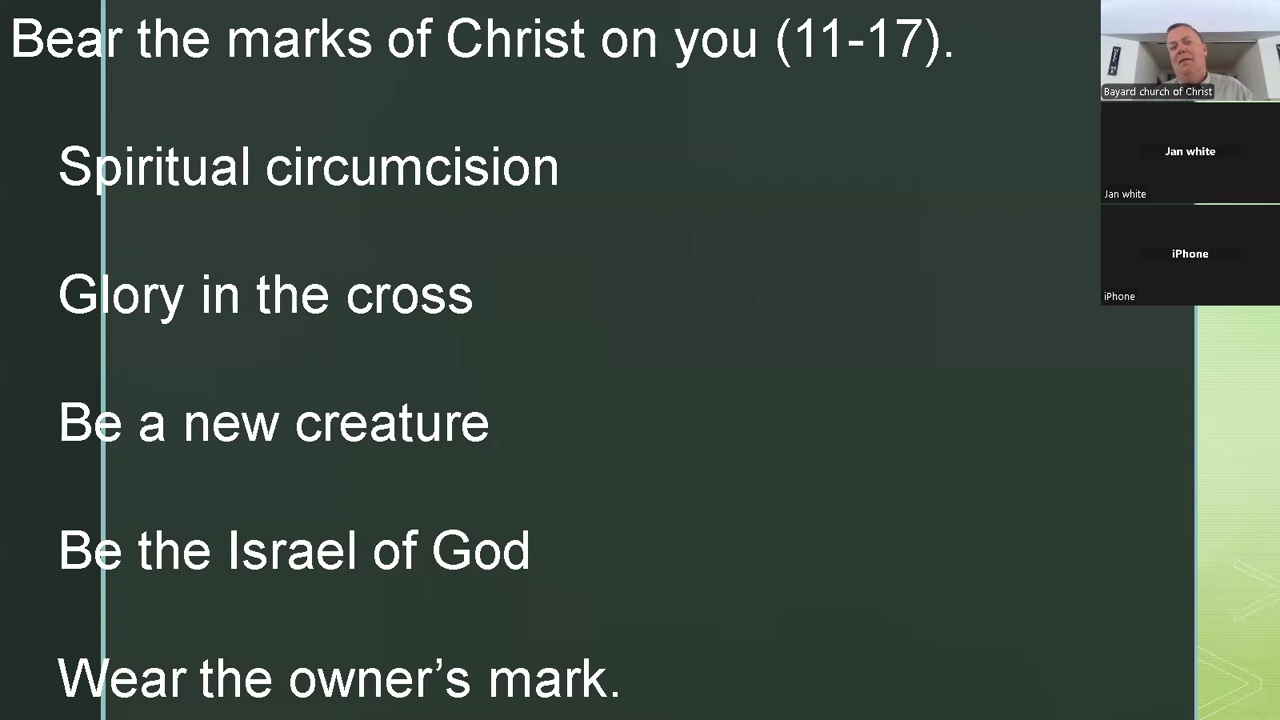 Bear the marks of Christ on you (11-17).
Spiritual circumcision
Glory in the cross
Be a new creature
Be the Israel of God
Wear the owner’s mark.
Bayard church of Christ
Jan white
Jan white
iPhone
iPhone